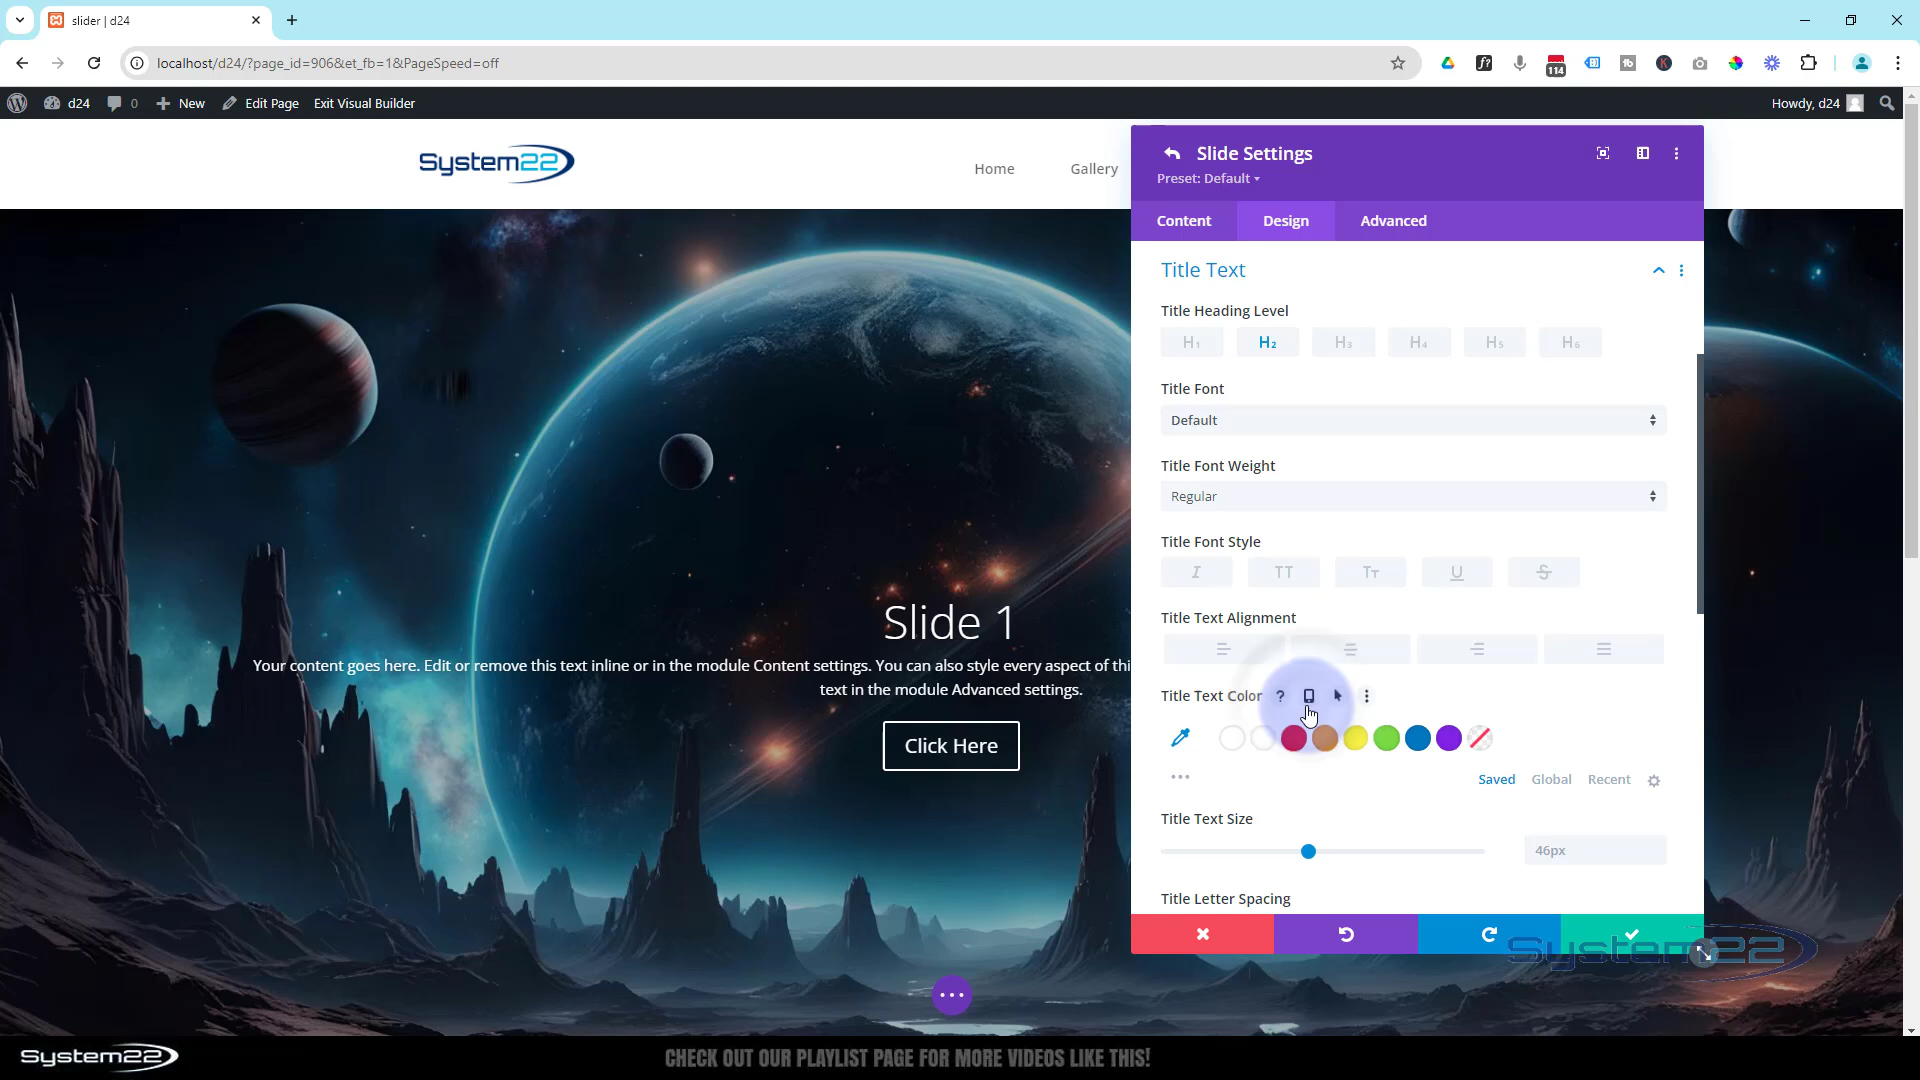 slider | d24
localhost/d24/?page_id=906&et_fb=1&PageSpeed=off
114
d24
0
New
Edit Page
Exit Visual Builder
Howdy, d24
System22
Home
Gallery
Slide Settings
Preset: Default
Content
Design
Advanced
Title Text
Title Heading Level
H1
H2
H3
H4
H5
H6
Title Font
Default
Title Font Weight
Regular
Title Font Style
I
TT
Tт
U
S
Title Text Alignment
Title Text Color
?
Saved
Global
Recent
Title Text Size
46px
Title Letter Spacing
Slide 1
Your content goes here. Edit or remove this text inline or in the module Content settings. You can also style every aspect of thi
text in the module Advanced settings.
Click Here
System22
System22
CHECK OUT OUR PLAYLIST PAGE FOR MORE VIDEOS LIKE THIS!